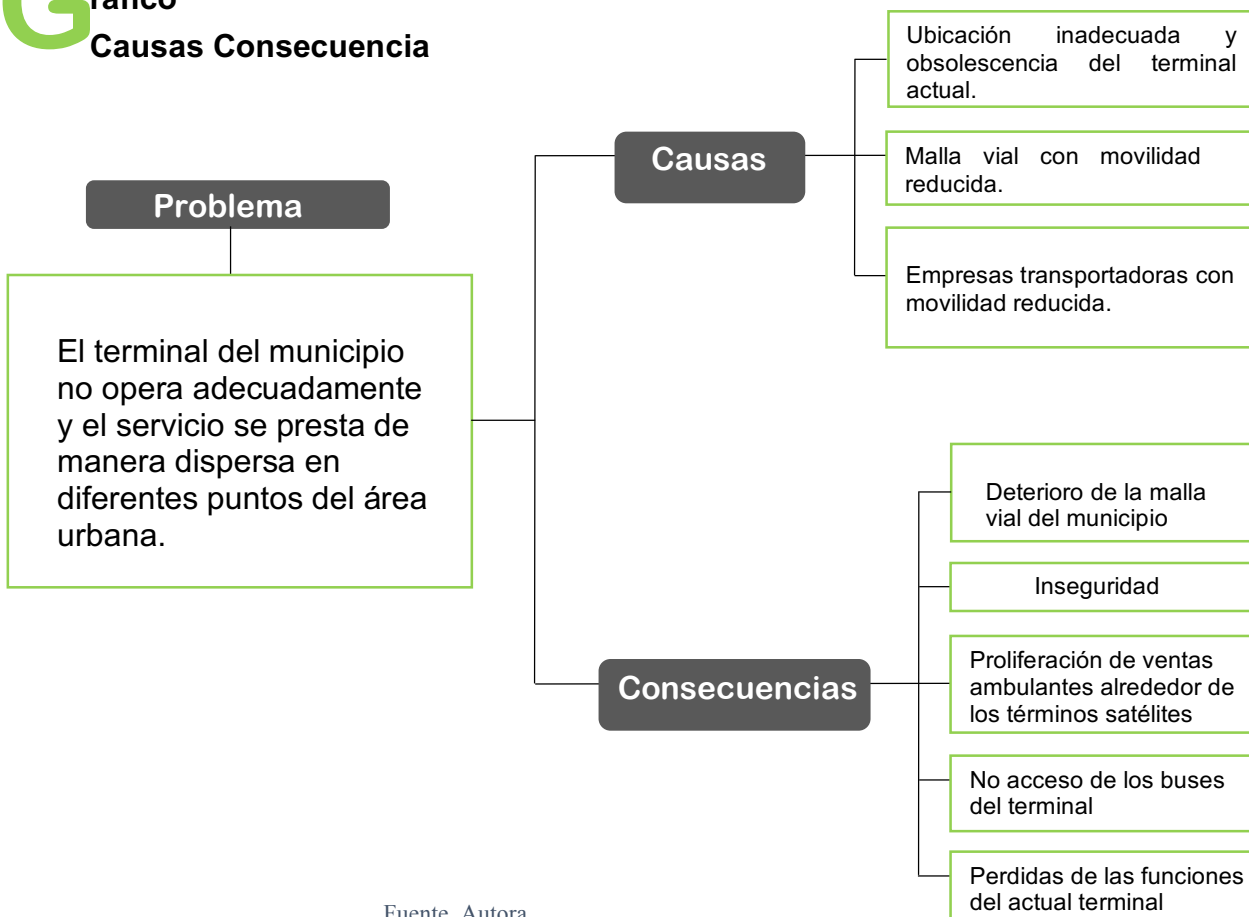 G
Causas Consecuencia
Problema
El terminal del municipio
no opera adecuadamente
y el servicio se presta de
manera dispersa en
diferentes puntos del área
urbana.
Causas
Ubicación inadecuada y
obsolescencia del terminal
actual.
Malla vial con movilidad
reducida.
Empresas transportadoras con
movilidad reducida.
Consecuencias
Deterioro de la malla
vial del municipio
Inseguridad
Proliferación de ventas
ambulantes alrededor de
los términos satélites
No acceso de los buses
del terminal
Perdidas de las funciones
del actual terminal
Fuente. Autora